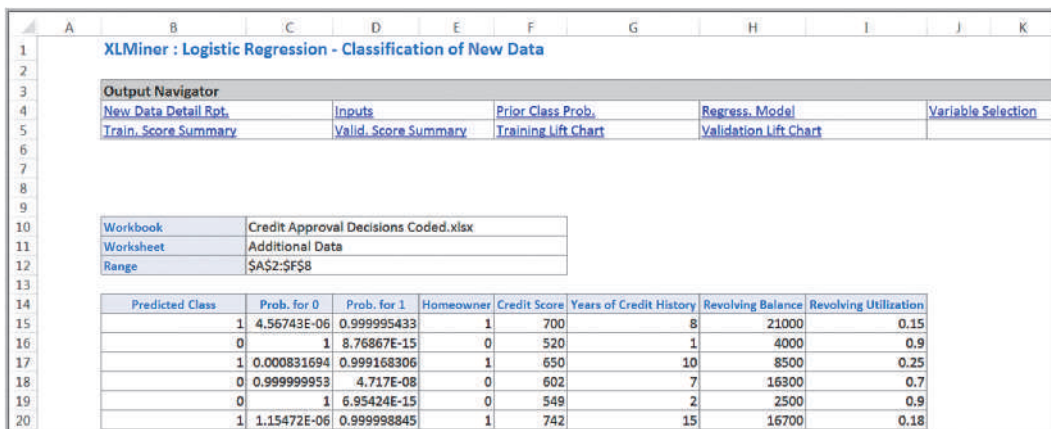 A B C D E F G H I J K
1 XLMiner : Logistic Regression - Classification of New Data
2
3 Output Navigator
4 New Data Detail Rpt. Inputs Prior Class Prob. Regress. Model Variable Selection
5 Train. Score Summary Valid. Score Summary Training Lift Chart Validation Lift Chart
6
7
8
9
10 Workbook Credit Approval Decisions Coded.xlsx
11 Worksheet Additional Data
12 Range $A$2:$F$8
13
14 Predicted Class Prob. for 0 Prob. for 1 Homeowner Credit Score Years of Credit History Revolving Balance Revolving Utilization
15 1 4.56743E-06 0.999995433 1 700 8 21000 0.15
16 0 1 8.76867E-15 0 520 1 4000 0.9
17 1 0.000831694 0.999168306 1 650 10 8500 0.25
18 0 0.999999953 4.717E-08 0 602 7 16300 0.7
19 0 1 6.95424E-15 0 549 2 2500 0.9
20 1 1.15472E-06 0.999998845 1 742 15 16700 0.18